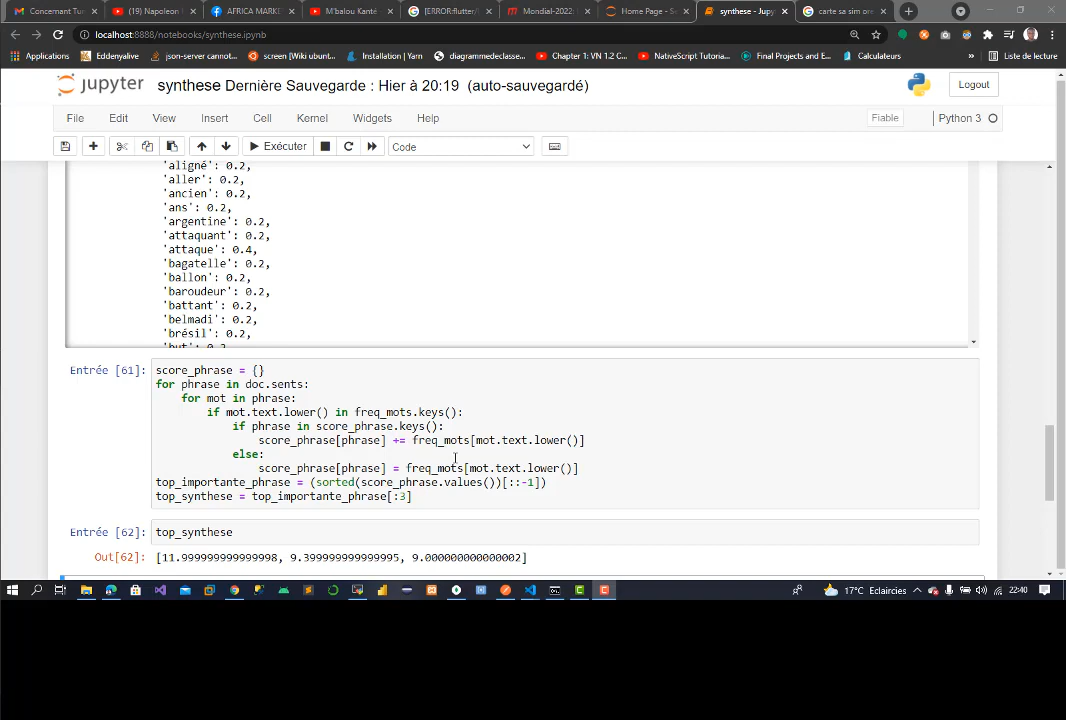 Concernant Tun
(19) Napoleon
AFRICA MARKE
M'balou Kanté
[ERROR:flutter/
Mondial-2022:
Home Page - Se
synthese - Jupy
carte sa sim ore
localhost:8888/notebooks/synthese.ipynb
Applications
Eddenyalive
json-server cannot...
screen [Wiki ubunt...
Installation | Yarn
diagrammedeclasse...
Chapter 1: VN 1.2 C...
NativeScript Tutoria...
Final Projects and E...
Calculateurs
»
Liste de lecture
jupyter synthese Dernière Sauvegarde : Hier à 20:19 (auto-sauvegardé)
Logout
File Edit View Insert Cell Kernel Widgets Help
Fiable
Python 3
Exécuter
Code
'aligné': 0.2,
'aller': 0.2,
'ancien': 0.2,
'ans': 0.2,
'argentine': 0.2,
'attaquant': 0.2,
'attaque': 0.4,
'bagatelle': 0.2,
'ballon': 0.2,
'baroudeur': 0.2,
'battant': 0.2,
'belmadi': 0.2,
'brésil': 0.2,
'but': 0.2
Entrée [61]: score_phrase = {}
for phrase in doc.sents:
for mot in phrase:
if mot.text.lower() in freq_mots.keys():
if phrase in score_phrase.keys():
score_phrase[phrase] += freq_mots[mot.text.lower()]
else:
score_phrase[phrase] = freq_mots[mot.text.lower()]
top_importante_phrase = (sorted(score_phrase.values())[::-1])
top_synthese = top_importante_phrase[:3]
Entrée [62]: top_synthese
Out[62]: [11.999999999999998, 9.399999999999995, 9.000000000000002]
17°C Eclaircies
22:40